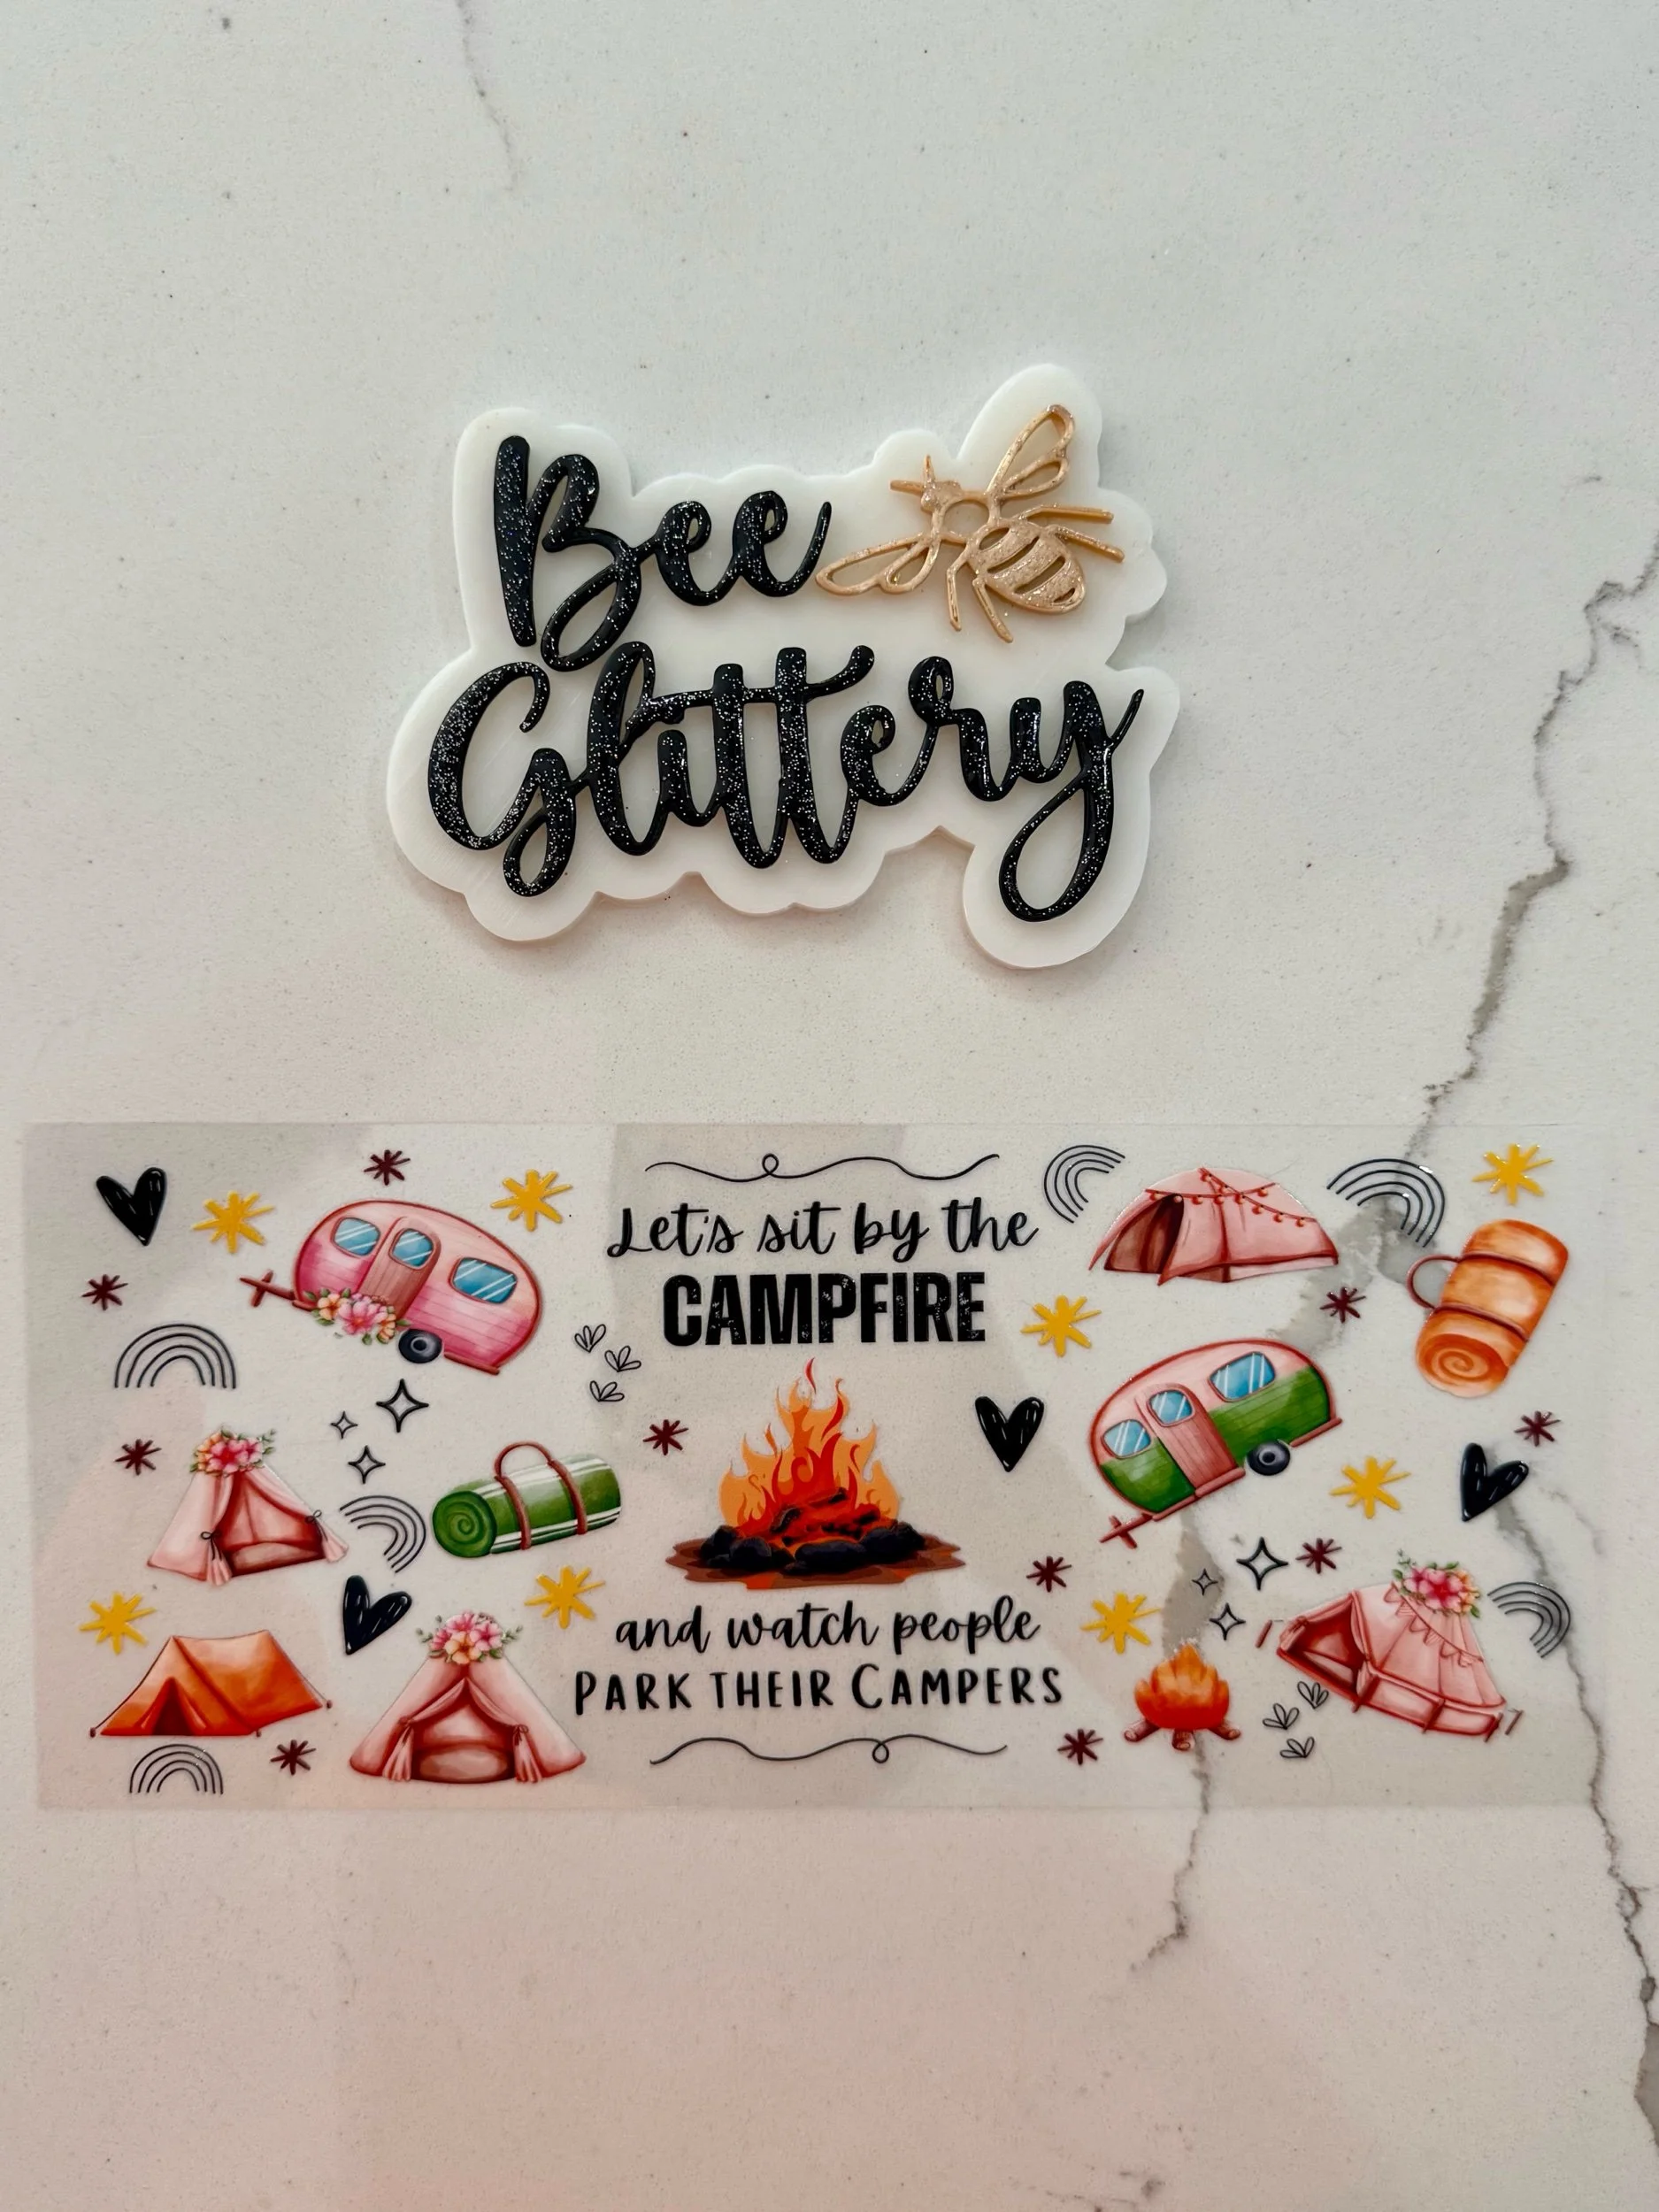 Bee
Glittery
Let's sit by the
CAMPFIRE
and watch people
PARK THEIR CAMPERS